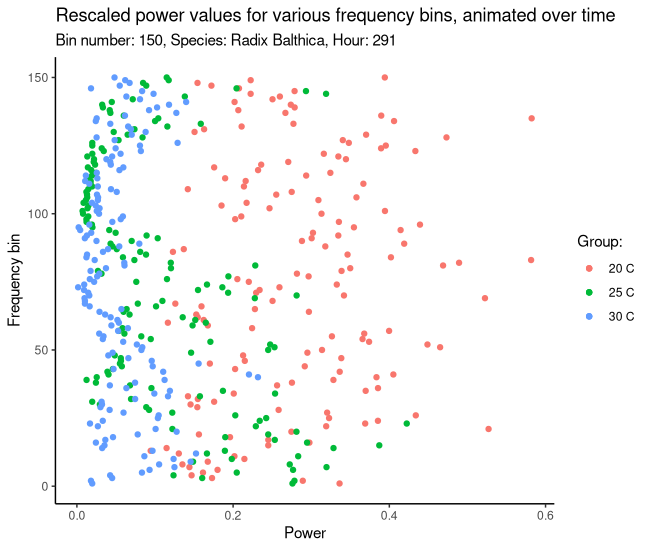 Rescaled power values for various frequency bins, animated over time
Bin number: 150, Species: Radix Balthica, Hour: 291
150
100
50
0
Frequency bin
0.0
0.2
0.4
0.6
Power
Group:
20 C
25 C
30 C